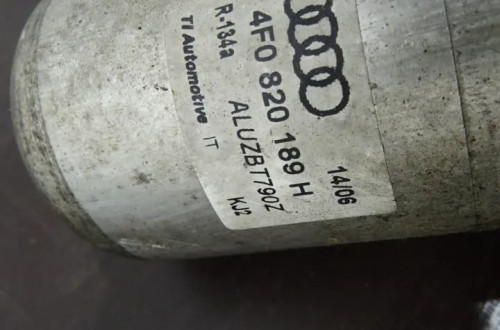 14/06
4F0 820 189 H
R-134a ALUZBT790Z
TI Automotive IT KJ2